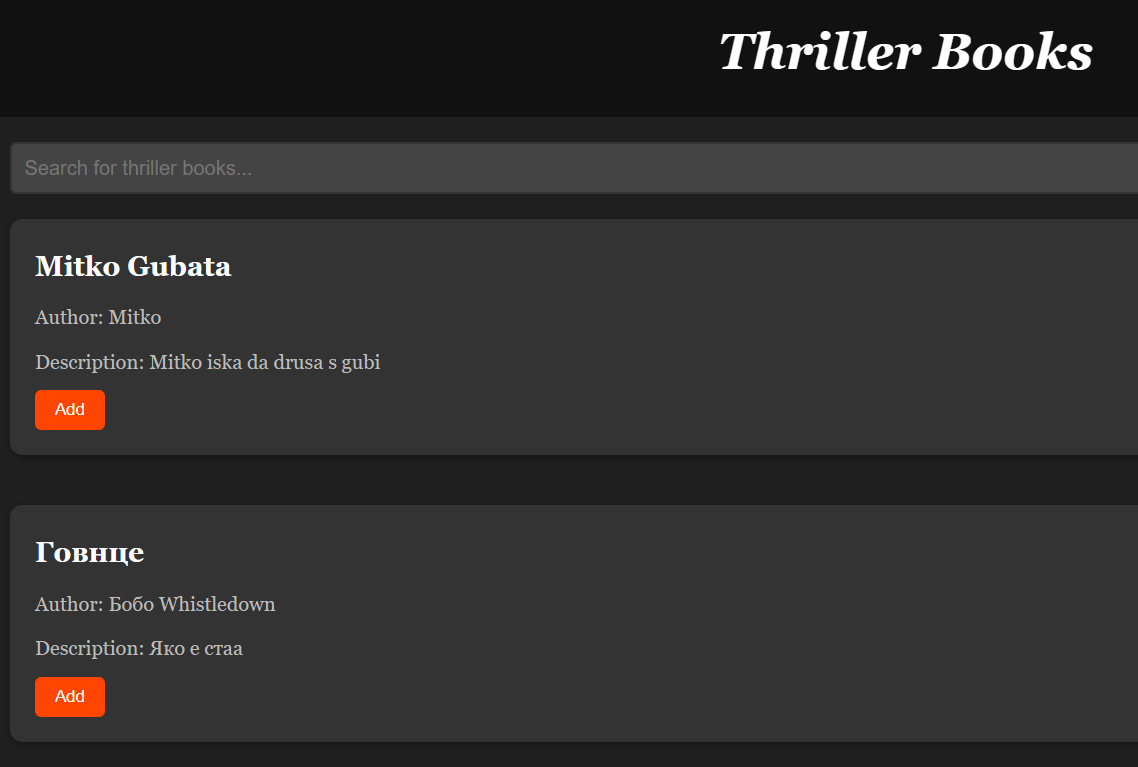 Thriller Books
Search for thriller books...
Mitko Gubata
Author: Mitko
Description: Mitko iska da drusa s gubi
Add
Говнце
Author: Бобо Whistledown
Description: Яко е стаа
Add